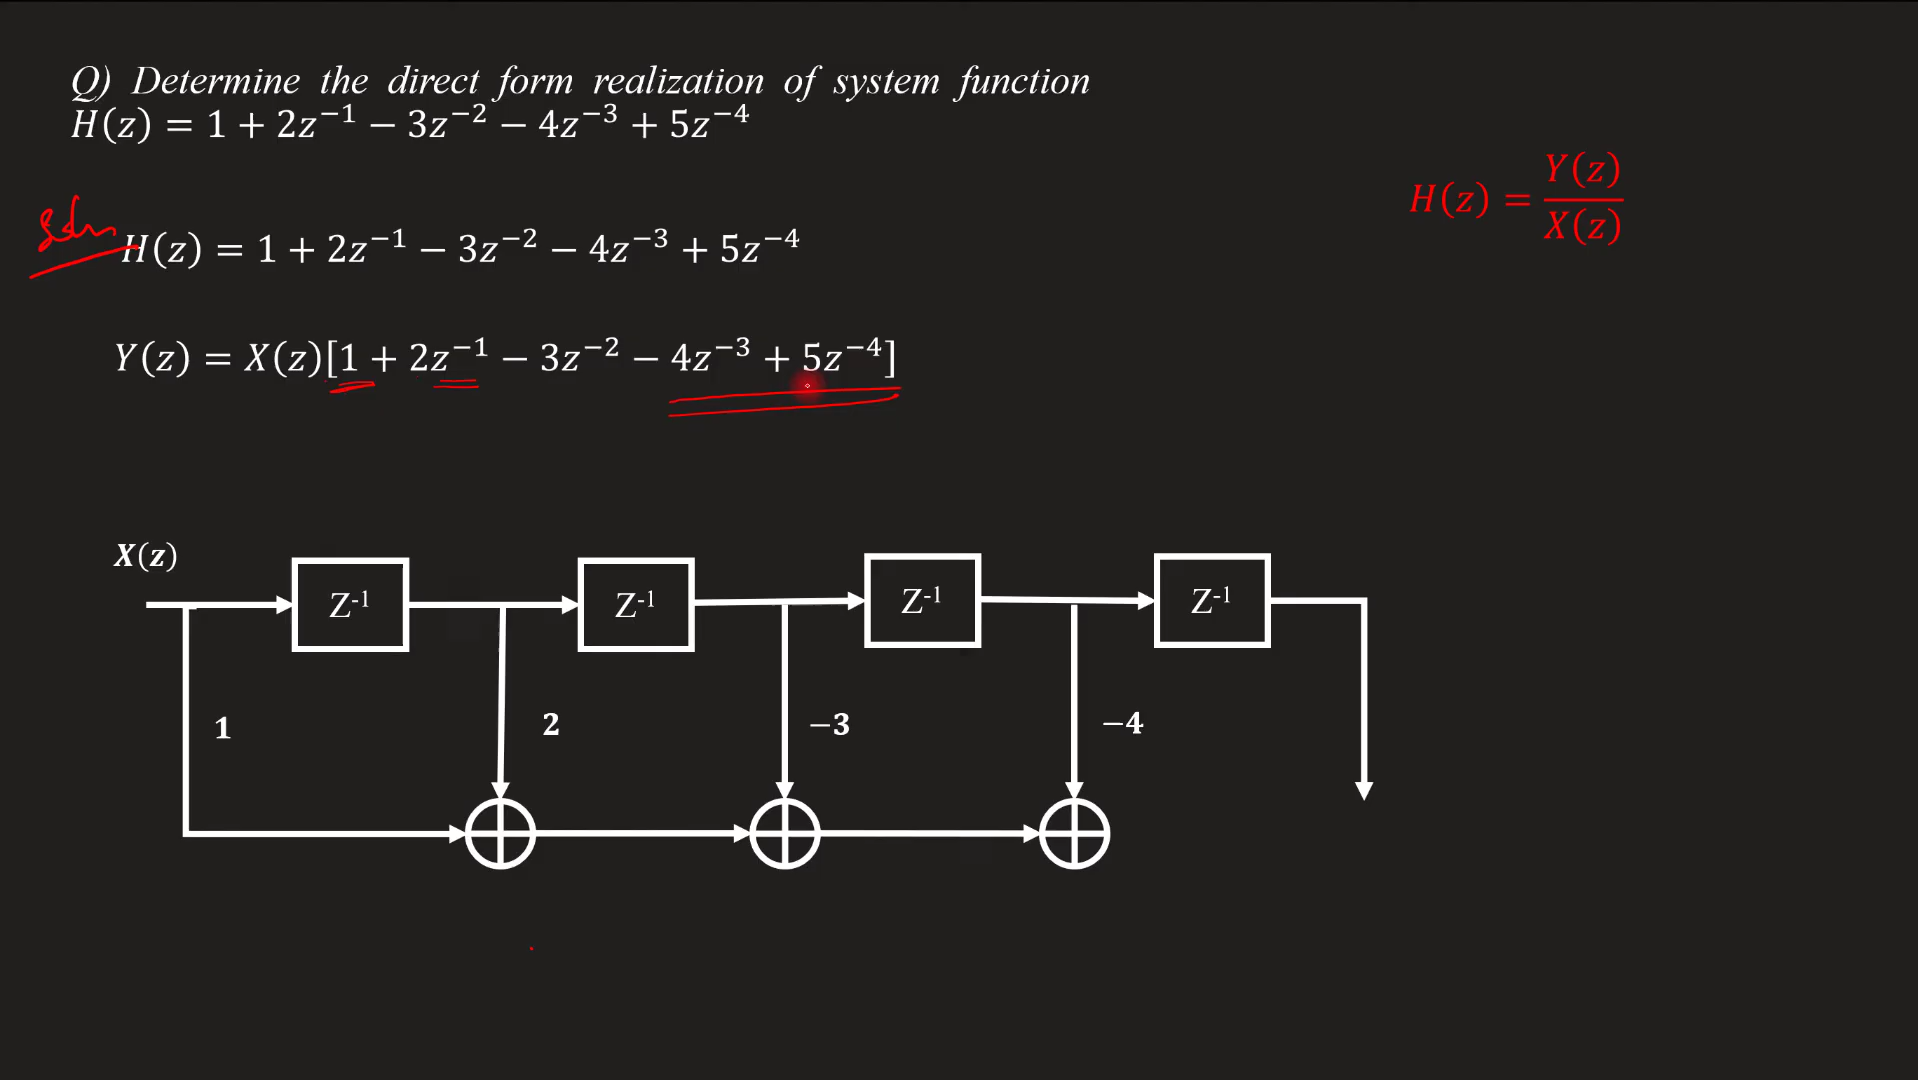 Q) Determine the direct form realization of system function
H(z) = 1 + 2z⁻¹ − 3z⁻² − 4z⁻³ + 5z⁻⁴
H(z) = Y(z)/X(z)
Soln
H(z) = 1 + 2z⁻¹ − 3z⁻² − 4z⁻³ + 5z⁻⁴
Y(z) = X(z)[1 + 2z⁻¹ − 3z⁻² − 4z⁻³ + 5z⁻⁴]
X(z)
Z⁻¹ Z⁻¹ Z⁻¹ Z⁻¹
1 2 −3 −4